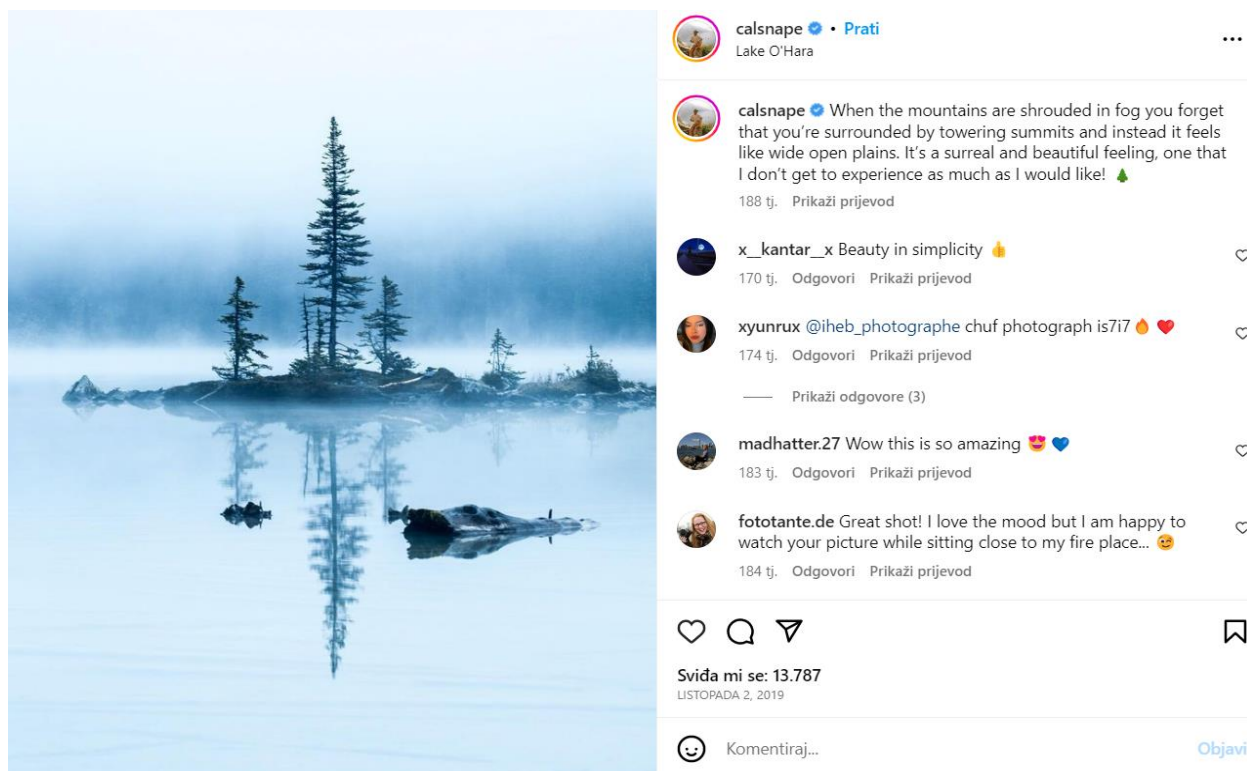 calsnape • Prati
Lake O'Hara
calsnape When the mountains are shrouded in fog you forget
that you’re surrounded by towering summits and instead it feels
like wide open plains. It’s a surreal and beautiful feeling, one that
I don’t get to experience as much as I would like! 🌲
188 tj. Prikaži prijevod
x__kantar__x Beauty in simplicity 👍
170 tj. Odgovori Prikaži prijevod
xyunrux @iheb_photographe chuf photograph is7i7🔥 ❤️
174 tj. Odgovori Prikaži prijevod
Prikaži odgovore (3)
madhatter.27 Wow this is so amazing 😍 💙
183 tj. Odgovori Prikaži prijevod
fototante.de Great shot! I love the mood but I am happy to
watch your picture while sitting close to my fire place... 😉
184 tj. Odgovori Prikaži prijevod
Sviđa mi se: 13.787
LISTOPADA 2, 2019
Komentiraj...
Objavi